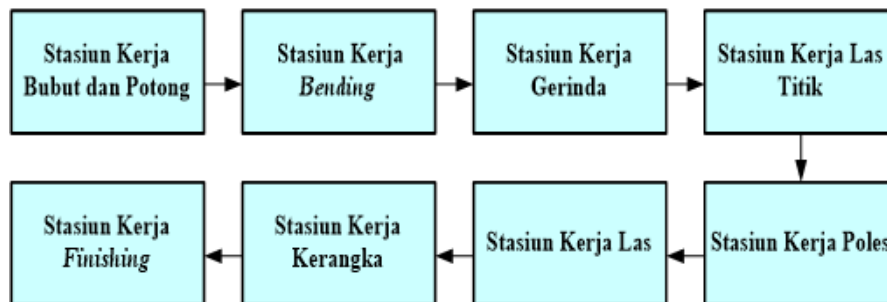 Stasiun Kerja
Bubut dan Potong
Stasiun Kerja
Bending
Stasiun Kerja
Gerinda
Stasiun Kerja Las
Titik
Stasiun Kerja Poles
Stasiun Kerja Las
Stasiun Kerja
Kerangka
Stasiun Kerja
Finishing